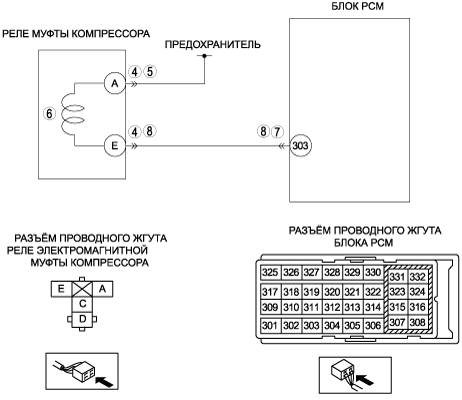 БЛОК PCM
РЕЛЕ МУФТЫ КОМПРЕССОРА
ПРЕДОХРАНИТЕЛЬ
4 5
A
6
4 8
8 7
E
303
РАЗЪЁМ ПРОВОДНОГО ЖГУТА
РЕЛЕ ЭЛЕКТРОМАГНИТНОЙ
МУФТЫ КОМПРЕССОРА
E A
C
D
РАЗЪЁМ ПРОВОДНОГО ЖГУТА
БЛОКА PCM
325 326 327 328 329 330 331 332
317 318 319 320 321 322 323 324
309 310 311 312 313 314 315 316
301 302 303 304 305 306 307 308